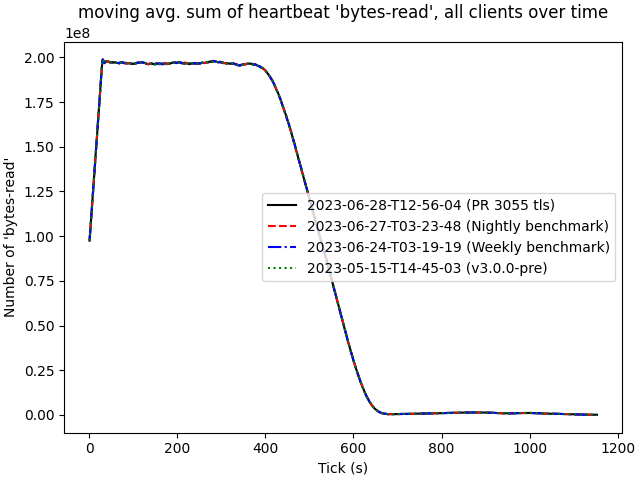 moving avg. sum of heartbeat 'bytes-read', all clients over time
1e8
2.00
1.75
1.50
1.25
1.00
0.75
0.50
0.25
0.00
Number of 'bytes-read'
2023-06-28-T12-56-04 (PR 3055 tls)
2023-06-27-T03-23-48 (Nightly benchmark)
2023-06-24-T03-19-19 (Weekly benchmark)
2023-05-15-T14-45-03 (v3.0.0-pre)
0 200 400 600 800 1000 1200
Tick (s)